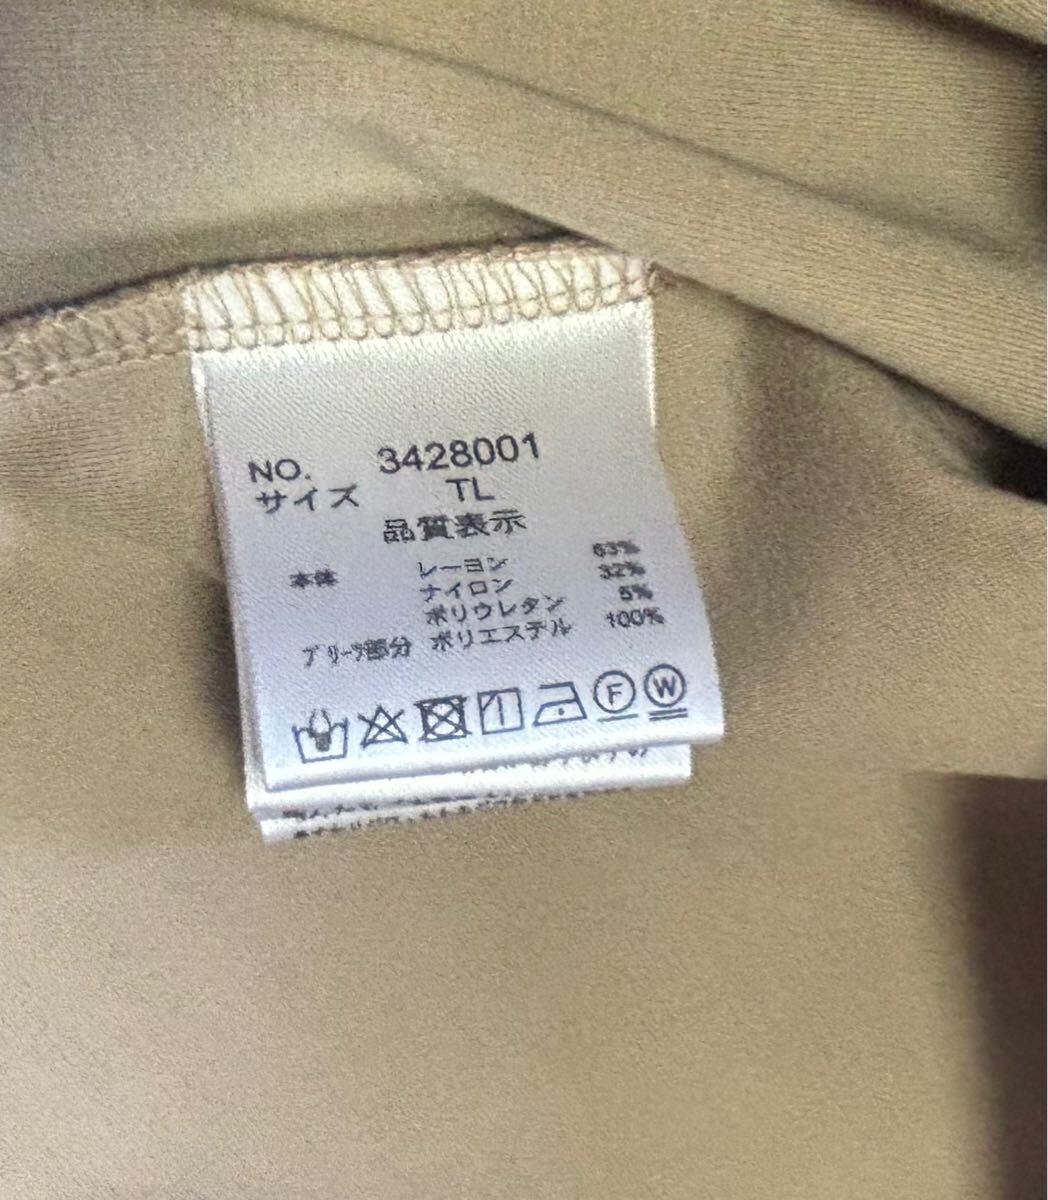 NO. 3428001
サイズ TL
品質表示
本体 レーヨン 63%
ナイロン 32%
ポリウレタン 5%
プリーツ部分 ポリエステル 100%
F W